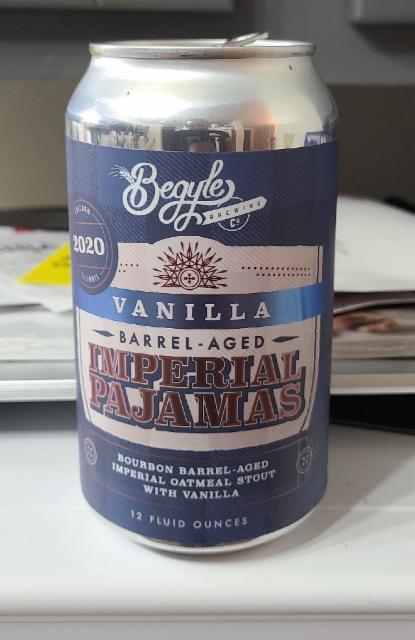 Begyle
BREWING
Co
CHICAGO
2020
ILLINOIS
VANILLA
BARREL-AGED
IMPERIAL
PAJAMAS
BOURBON BARREL-AGED
IMPERIAL OATMEAL STOUT
WITH VANILLA
12 FLUID OUNCES